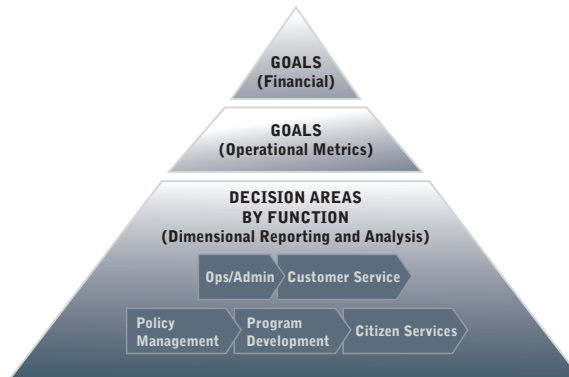 GOALS
(Financial)
GOALS
(Operational Metrics)
DECISION AREAS
BY FUNCTION
(Dimensional Reporting and Analysis)
Ops/Admin
Customer Service
Policy
Management
Program
Development
Citizen Services